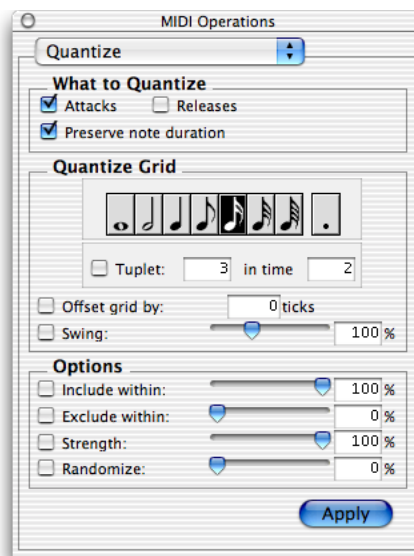 MIDI Operations
Quantize
What to Quantize
Attacks Releases
Preserve note duration
Quantize Grid
Tuplet: 3 in time 2
Offset grid by: 0 ticks
Swing: 100 %
Options
Include within: 100 %
Exclude within: 0 %
Strength: 100 %
Randomize: 0 %
Apply